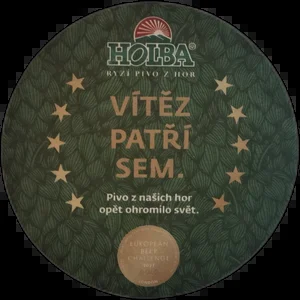 HOLBA®
RYZÍ PIVO Z HOR
VÍTĚZ
PATŘÍ
SEM.
Pivo z našich hor
opět ohromilo svět.
EUROPEAN
BEER
CHALLENGE